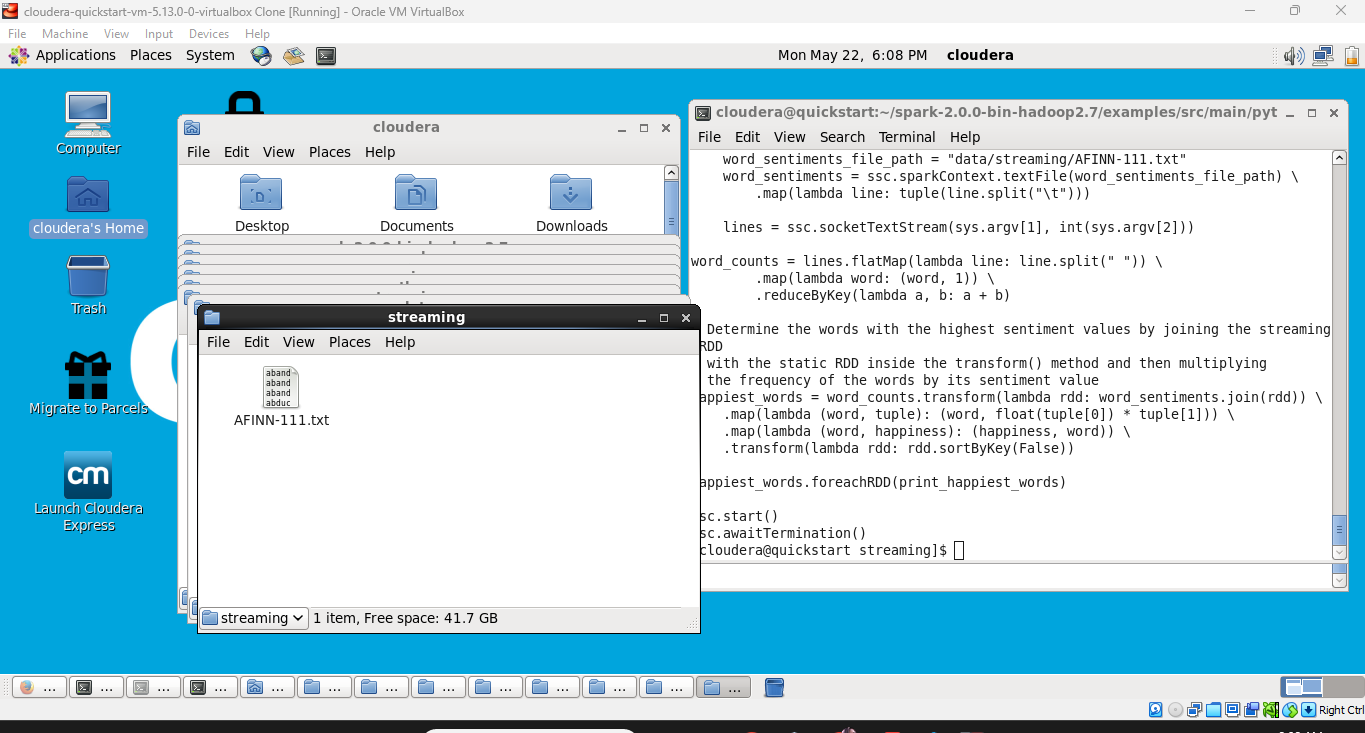 cloudera-quickstart-vm-5.13.0-0-virtualbox Clone [Running] - Oracle VM VirtualBox
File Machine View Input Devices Help
Applications Places System Mon May 22, 6:08 PM cloudera
Computer
cloudera's Home
Trash
Migrate to Parcels
cm
Launch Cloudera
Express
cloudera
File Edit View Places Help
Desktop Documents Downloads
streaming
File Edit View Places Help
aband
aband
aband
abduc
AFINN-111.txt
streaming 1 item, Free space: 41.7 GB
cloudera@quickstart:~/spark-2.0.0-bin-hadoop2.7/examples/src/main/pyt
File Edit View Search Terminal Help
word_sentiments_file_path = "data/streaming/AFINN-111.txt"
word_sentiments = ssc.sparkContext.textFile(word_sentiments_file_path) \
.map(lambda line: tuple(line.split("\t")))
lines = ssc.socketTextStream(sys.argv[1], int(sys.argv[2]))
word_counts = lines.flatMap(lambda line: line.split(" ")) \
.map(lambda word: (word, 1)) \
.reduceByKey(lambda a, b: a + b)
Determine the words with the highest sentiment values by joining the streaming
RDD
with the static RDD inside the transform() method and then multiplying
the frequency of the words by its sentiment value
appiest_words = word_counts.transform(lambda rdd: word_sentiments.join(rdd)) \
.map(lambda (word, tuple): (word, float(tuple[0]) * tuple[1])) \
.map(lambda (word, happiness): (happiness, word)) \
.transform(lambda rdd: rdd.sortByKey(False))
appiest_words.foreachRDD(print_happiest_words)
sc.start()
sc.awaitTermination()
cloudera@quickstart streaming]$
... ... ... ... ... ... ... ... ... ... ... ... ...
Right Ctrl